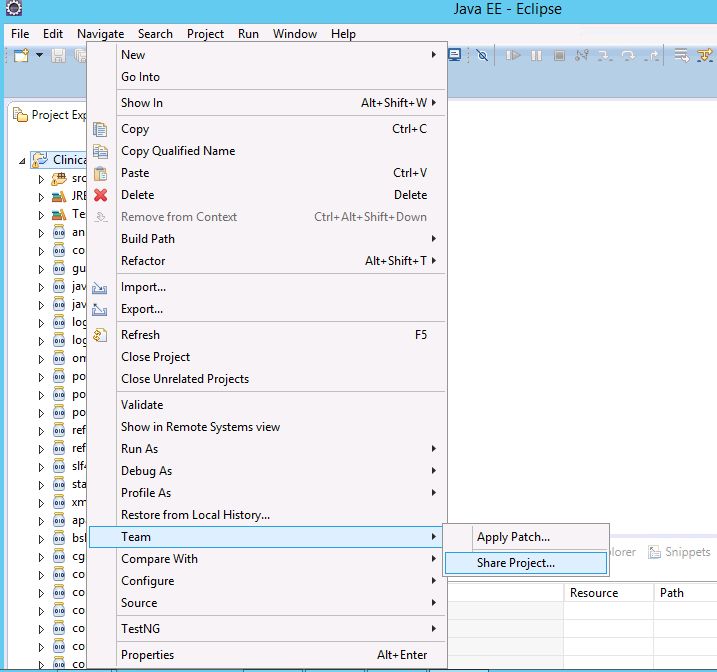 Java EE - Eclipse
File Edit Navigate Search Project Run Window Help
New
Go Into
Show In Alt+Shift+W
Copy Ctrl+C
Copy Qualified Name
Paste Ctrl+V
Delete Delete
Remove from Context Ctrl+Alt+Shift+Down
Build Path
Refactor Alt+Shift+T
Import...
Export...
Refresh F5
Close Project
Close Unrelated Projects
Validate
Show in Remote Systems view
Run As
Debug As
Profile As
Restore from Local History...
Team
Compare With
Configure
Source
TestNG
Properties Alt+Enter
Apply Patch...
Share Project...
Project Exp
Clinica
src
JRE
Te
an
co
gu
jav
jav
log
log
om
po
po
po
ref
ref
slf4
sta
xm
ap
bsl
cg
co
co
co
co
co
co
lorer Snippets
Resource Path